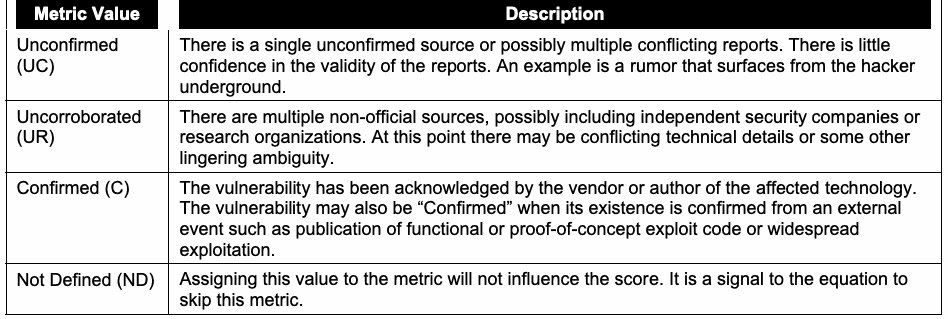 Metric Value Description
Unconfirmed (UC)
There is a single unconfirmed source or possibly multiple conflicting reports. There is little
confidence in the validity of the reports. An example is a rumor that surfaces from the hacker
underground.
Uncorroborated (UR)
There are multiple non-official sources, possibly including independent security companies or
research organizations. At this point there may be conflicting technical details or some other
lingering ambiguity.
Confirmed (C)
The vulnerability has been acknowledged by the vendor or author of the affected technology.
The vulnerability may also be “Confirmed” when its existence is confirmed from an external
event such as publication of functional or proof-of-concept exploit code or widespread
exploitation.
Not Defined (ND)
Assigning this value to the metric will not influence the score. It is a signal to the equation to
skip this metric.